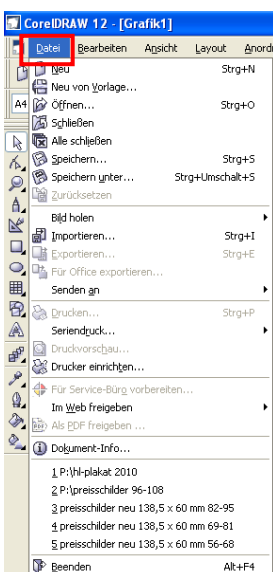 CorelDRAW 12 - [Grafik1]
Datei Bearbeiten Ansicht Layout Anord
Neu Strg+N
Neu von Vorlage...
A4 Öffnen... Strg+O
Schließen
Alle schließen
Speichern... Strg+S
Speichern unter... Strg+Umschalt+S
Zurücksetzen
Bild holen
Importieren... Strg+I
Exportieren... Strg+E
Für Office exportieren...
Senden an
Drucken... Strg+P
Seriendruck...
Druckvorschau...
Drucker einrichten...
Für Service-Büro vorbereiten...
Im Web freigeben
Als PDF freigeben ...
Dokument-Info...
1 P:\hl-plakat 2010
2 P:\preisschilder 96-108
3 preisschilder neu 138,5 x 60 mm 82-95
4 preisschilder neu 138,5 x 60 mm 69-81
5 preisschilder neu 138,5 x 60 mm 56-68
Beenden Alt+F4